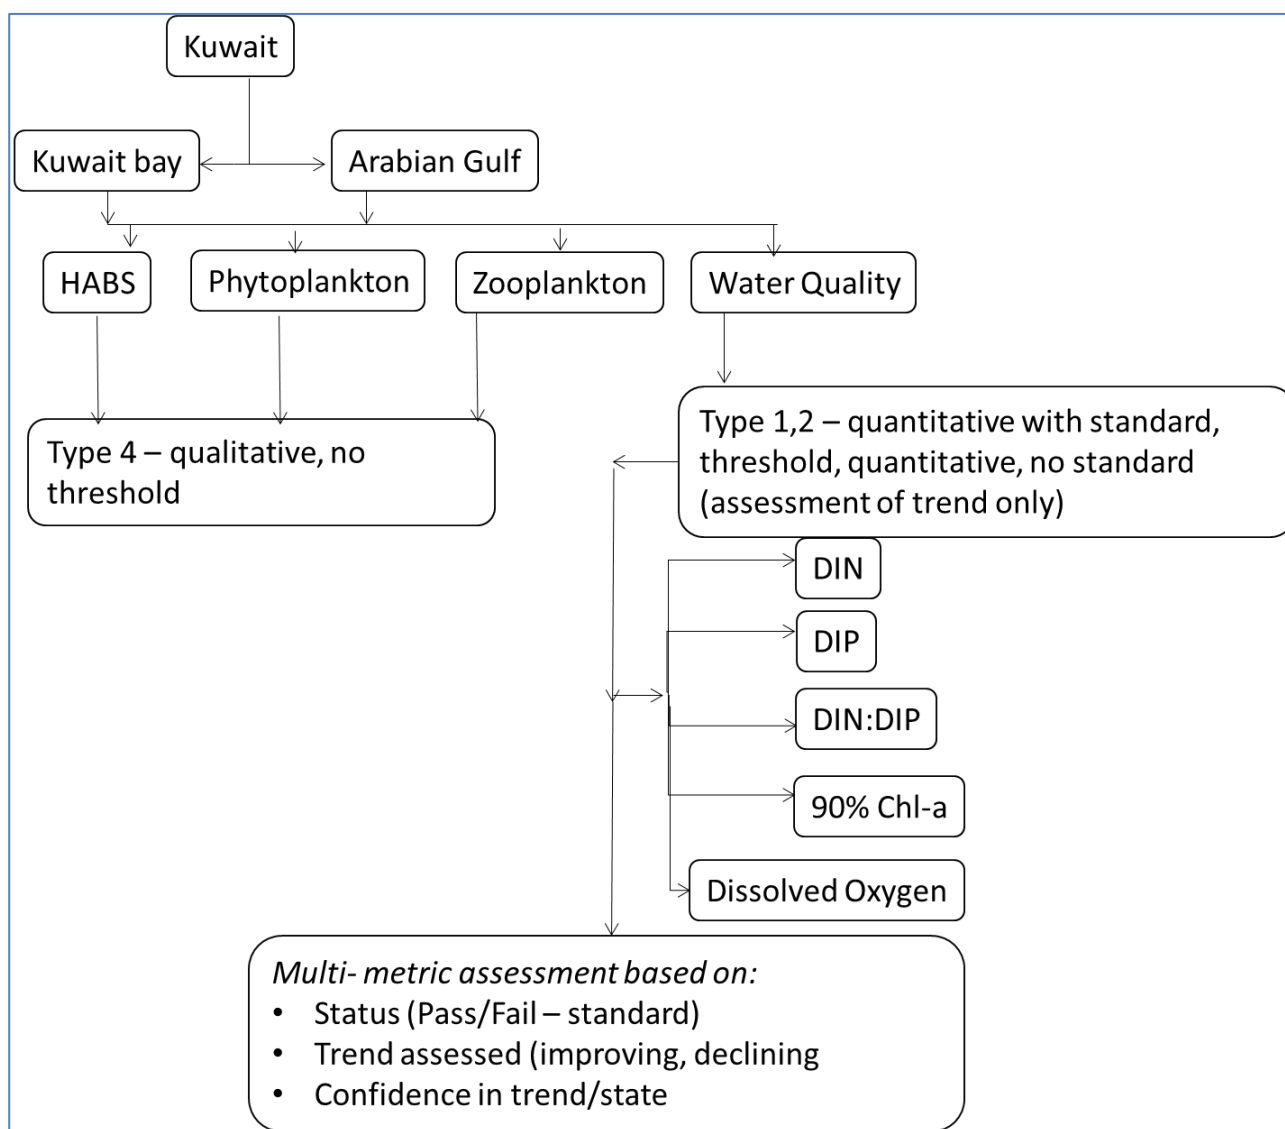 Kuwait
Kuwait bay
Arabian Gulf
HABS
Phytoplankton
Zooplankton
Water Quality
Type 4 – qualitative, no
threshold
Type 1,2 – quantitative with standard,
threshold, quantitative, no standard
(assessment of trend only)
DIN
DIP
DIN:DIP
90% Chl-a
Dissolved Oxygen
Multi- metric assessment based on:
• Status (Pass/Fail – standard)
• Trend assessed (improving, declining
• Confidence in trend/state